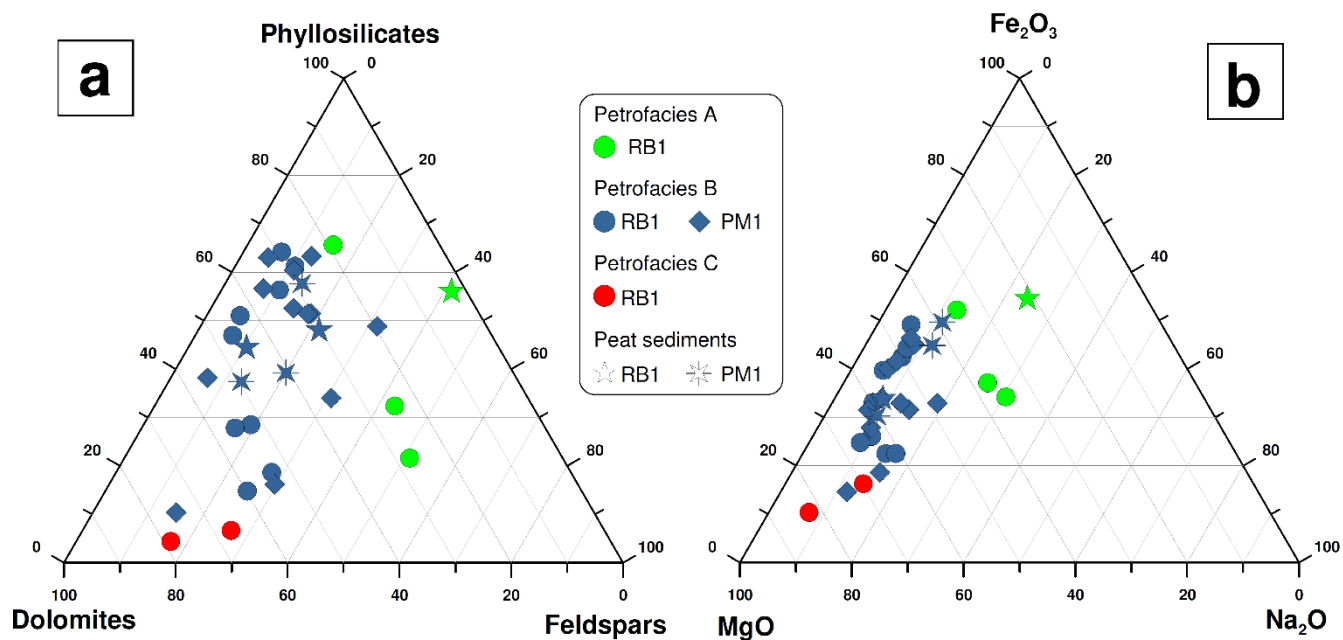 a
Phyllosilicates
100 0
80 20
60 40
40 60
20 80
0 100
100 80 60 40 20 0
Dolomites Feldspars
Petrofacies A
RB1
Petrofacies B
RB1 PM1
Petrofacies C
RB1
Peat sediments
RB1 PM1
b
Fe₂O₃
100 0
80 20
60 40
40 60
20 80
0 100
100 80 60 40 20 0
MgO Na₂O